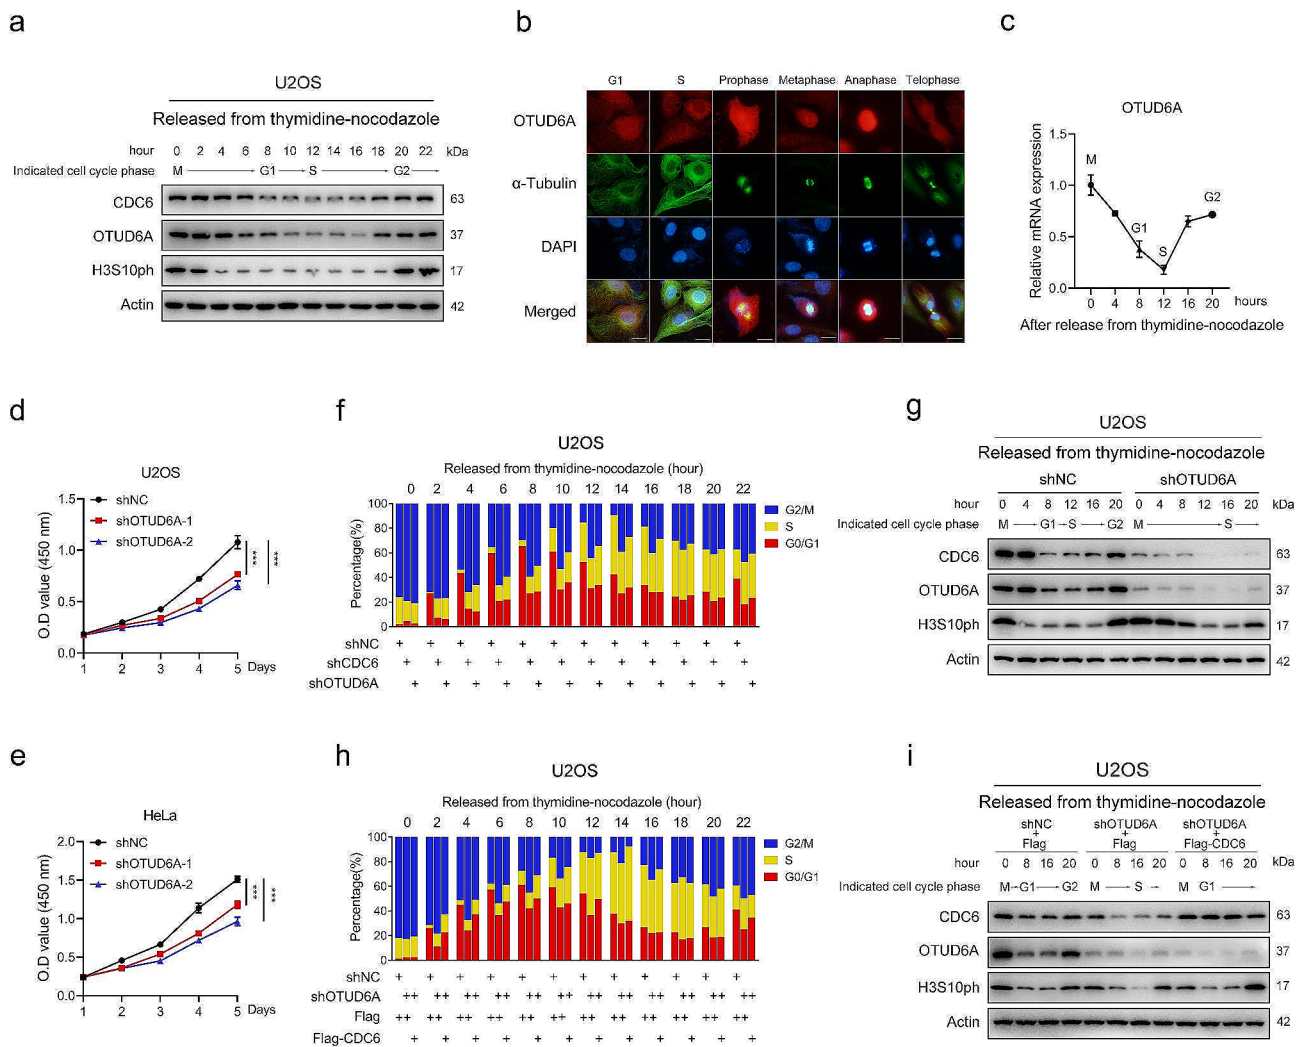 a
U2OS
Released from thymidine-nocodazole
hour 0 2 4 6 8 10 12 14 16 18 20 22 kDa
Indicated cell cycle phase M G1 S G2
CDC6 63
OTUD6A 37
H3S10ph 17
Actin 42
b
G1 S Prophase Metaphase Anaphase Telophase
OTUD6A
α-Tubulin
DAPI
Merged
c
OTUD6A
Relative mRNA expression
1.5
1.0
0.5
0.0
M
G1
S
G2
0 4 8 12 16 20 hours
After release from thymidine-nocodazole
d
U2OS
O.D value (450 nm)
1.5
1.0
0.5
0.0
shNC
shOTUD6A-1
shOTUD6A-2
*** ***
1 2 3 4 5 Days
f
U2OS
Released from thymidine-nocodazole (hour)
0 2 4 6 8 10 12 14 16 18 20 22
Percentage(%)
100
80
60
40
20
0
G2/M
S
G0/G1
shNC + + + + + + + + + + + +
shCDC6 + + + + + + + + + + + +
shOTUD6A + + + + + + + + + + + +
g
U2OS
Released from thymidine-nocodazole
shNC shOTUD6A
hour 0 4 8 12 16 20 0 4 8 12 16 20 kDa
Indicated cell cycle phase M G1 S G2 M S
CDC6 63
OTUD6A 37
H3S10ph 17
Actin 42
e
HeLa
O.D value (450 nm)
2.0
1.5
1.0
0.5
0.0
shNC
shOTUD6A-1
shOTUD6A-2
*** ***
1 2 3 4 5 Days
h
U2OS
Released from thymidine-nocodazole (hour)
0 2 4 6 8 10 12 14 16 18 20 22
Percentage(%)
100
80
60
40
20
0
G2/M
S
G0/G1
shNC + + + + + + + + + + + +
shOTUD6A ++ ++ ++ ++ ++ ++ ++ ++ ++ ++ ++ ++
Flag ++ ++ ++ ++ ++ ++ ++ ++ ++ ++ ++ ++
Flag-CDC6 + + + + + + + + + + + +
i
U2OS
Released from thymidine-nocodazole
shNC shOTUD6A shOTUD6A
+ + +
Flag Flag Flag-CDC6
hour 0 8 16 20 0 8 16 20 0 8 16 20 kDa
Indicated cell cycle phase M G1 G2 M S M G1
CDC6 63
OTUD6A 37
H3S10ph 17
Actin 42